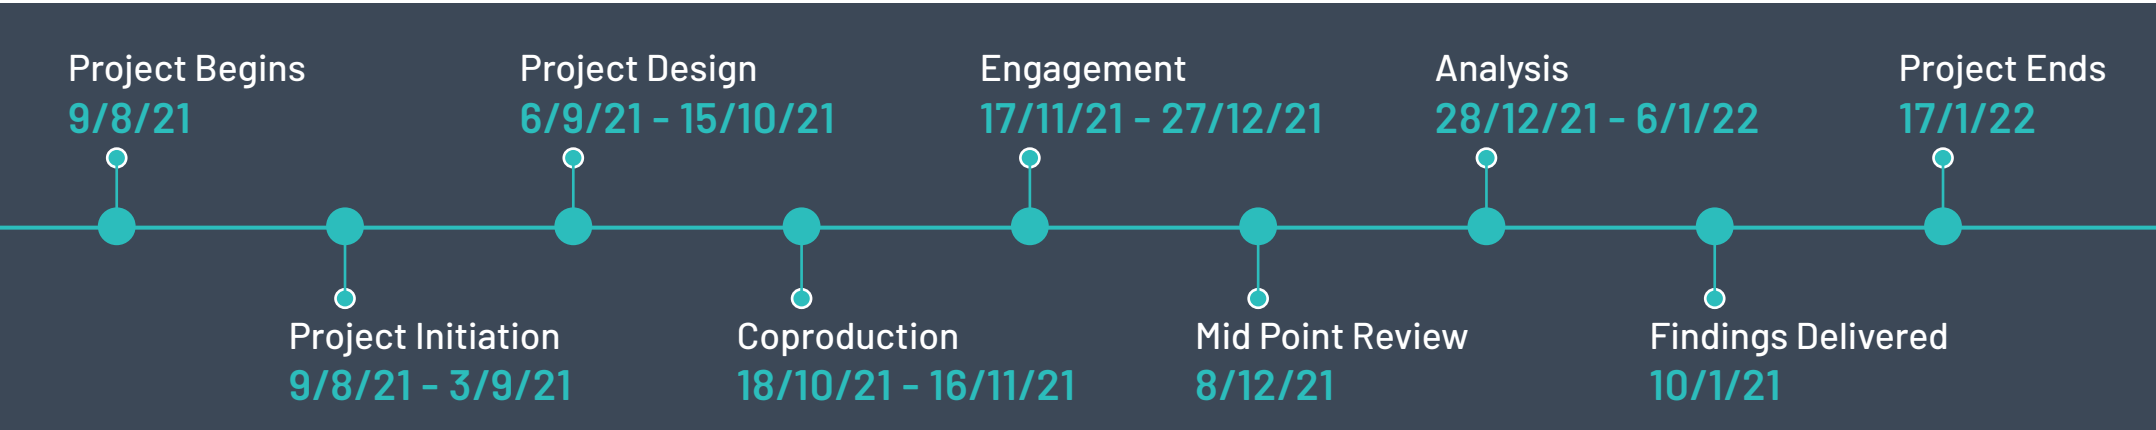 Project Begins
9/8/21
Project Initiation
9/8/21 - 3/9/21
Project Design
6/9/21 - 15/10/21
Coproduction
18/10/21 - 16/11/21
Engagement
17/11/21 - 27/12/21
Mid Point Review
8/12/21
Analysis
28/12/21 - 6/1/22
Findings Delivered
10/1/21
Project Ends
17/1/22